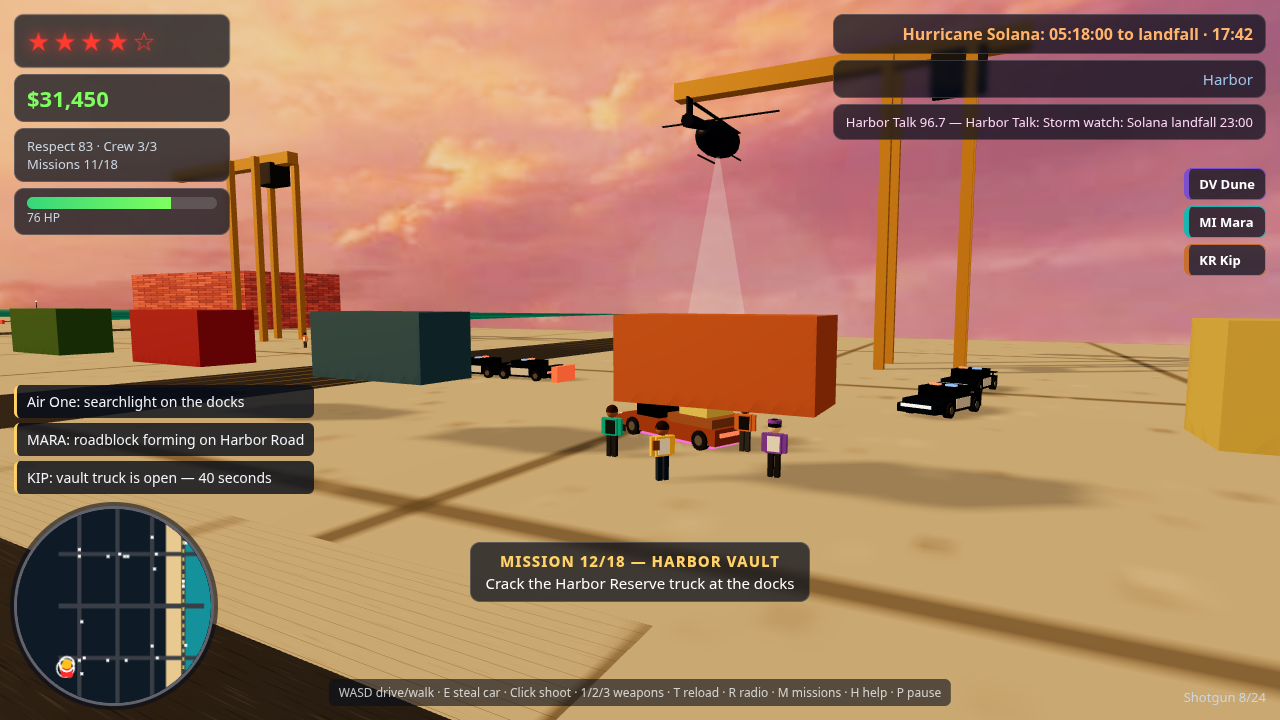 ★★★★☆
$31,450
Respect 83 · Crew 3/3
Missions 11/18
76 HP
Hurricane Solana: 05:18:00 to landfall · 17:42
Harbor
Harbor Talk 96.7 — Harbor Talk: Storm watch: Solana landfall 23:00
DV Dune
MI Mara
KR Kip
Air One: searchlight on the docks
MARA: roadblock forming on Harbor Road
KIP: vault truck is open — 40 seconds
MISSION 12/18 — HARBOR VAULT
Crack the Harbor Reserve truck at the docks
WASD drive/walk · E steal car · Click shoot · 1/2/3 weapons · T reload · R radio · M missions · H help · P pause
Shotgun 8/24